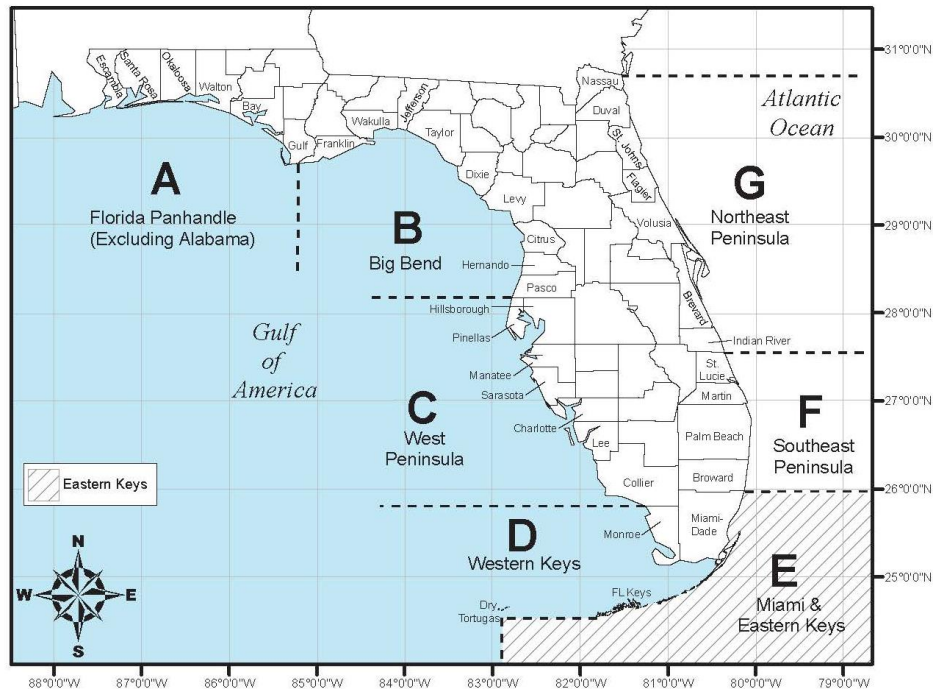 Escambia
Santa Rosa
Okaloosa
Walton
Bay
Gulf
Franklin
Wakulla
Jefferson
Taylor
Dixie
Levy
Citrus
Hernando
Pasco
Hillsborough
Pinellas
Manatee
Sarasota
Charlotte
Lee
Collier
Monroe
Nassau
Duval
St. Johns
Flagler
Volusia
Brevard
Indian River
St.
Lucie
Martin
Palm Beach
Broward
Miami-
Dade
FL Keys
Dry
Tortugas
Atlantic
Ocean
Gulf
of
America
A
Florida Panhandle
(Excluding Alabama)
B
Big Bend
C
West
Peninsula
D
Western Keys
E
Miami &
Eastern Keys
F
Southeast
Peninsula
G
Northeast
Peninsula
Eastern Keys
N
W E
S
31°0'0"N
30°0'0"N
29°0'0"N
28°0'0"N
27°0'0"N
26°0'0"N
25°0'0"N
88°0'0"W 87°0'0"W 86°0'0"W 85°0'0"W 84°0'0"W 83°0'0"W 82°0'0"W 81°0'0"W 80°0'0"W 79°0'0"W